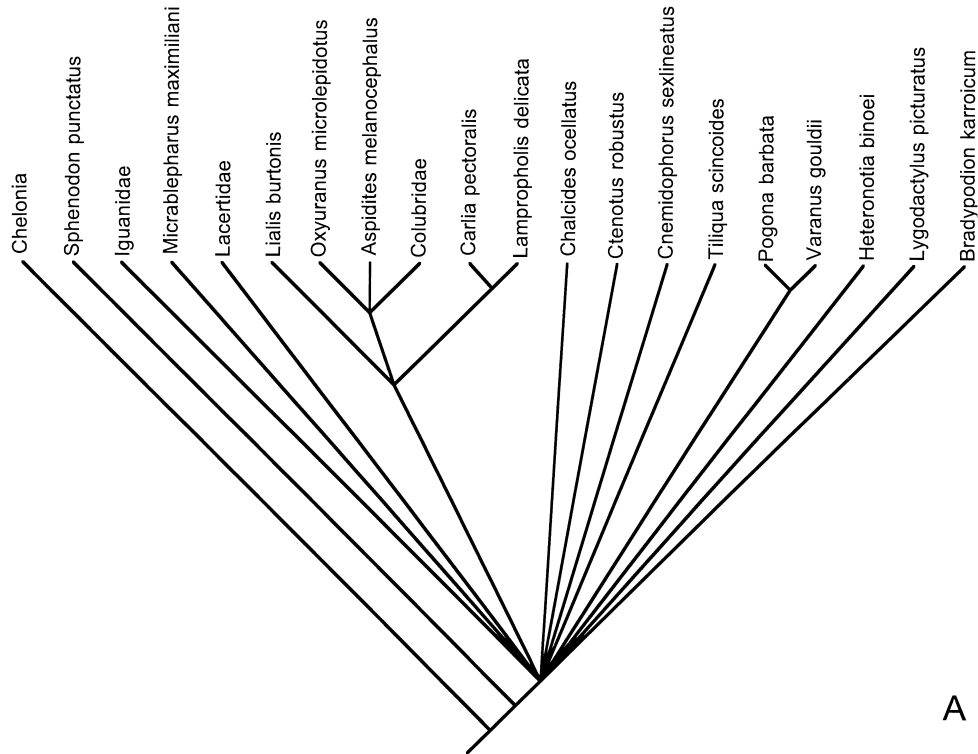 Chelonia
Sphenodon punctatus
Iguanidae
Micrablepharus maximiliani
Lacertidae
Lialis burtonis
Oxyuranus microlepidotus
Aspidites melanocephalus
Colubridae
Carlia pectoralis
Lampropholis delicata
Chalcides ocellatus
Ctenotus robustus
Cnemidophorus sexlineatus
Tiliqua scincoides
Pogona barbata
Varanus gouldii
Heteronotia binoei
Lygodactylus picturatus
Bradypodion karroicum
A